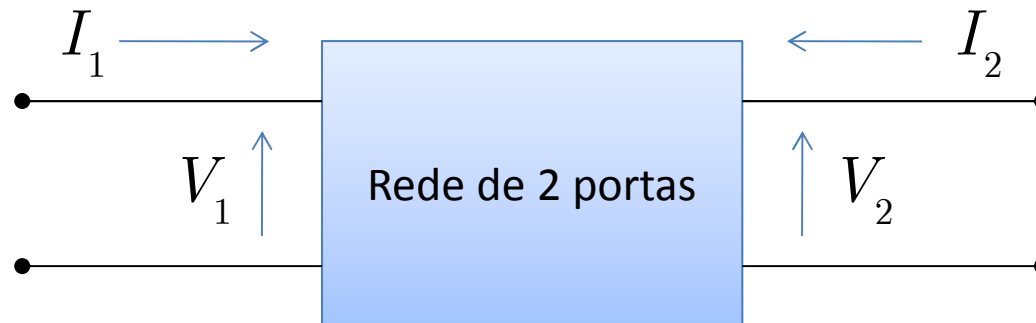 I₁
I₂
V₁
Rede de 2 portas
V₂